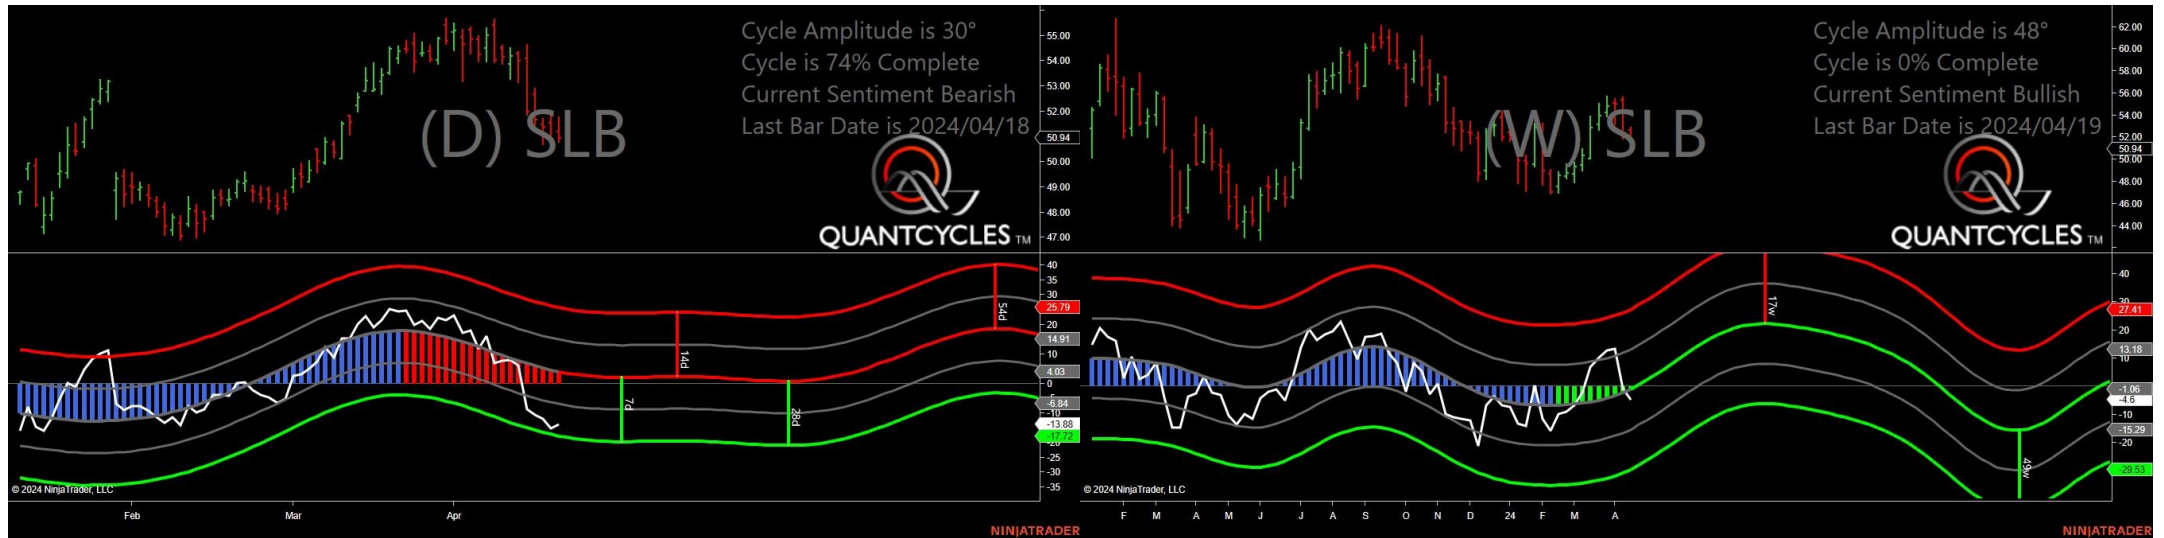 Cycle Amplitude is 30°
Cycle is 74% Complete
Current Sentiment Bearish
Last Bar Date is 2024/04/18
(D) SLB
QUANTCYCLES TM
55.00
54.00
53.00
52.00
50.94
50.00
49.00
48.00
47.00
40
35
30
25.79
20
14.91
10
4.03
0
-6.84
-10
-13.88
-17.72
-20
-25
-30
-35
14d
7d
28d
54d
© 2024 NinjaTrader, LLC
Feb Mar Apr
NINJATRADER
Cycle Amplitude is 48°
Cycle is 0% Complete
Current Sentiment Bullish
Last Bar Date is 2024/04/19
(W) SLB
QUANTCYCLES TM
62.00
60.00
58.00
56.00
54.00
52.00
50.94
50.00
48.00
46.00
44.00
40
30
27.41
20
13.18
10
-1.06
-4.6
-10
-15.29
-20
-29.53
17w
49w
© 2024 NinjaTrader, LLC
F M A M J J A S O N D 24 F M A
NINJATRADER